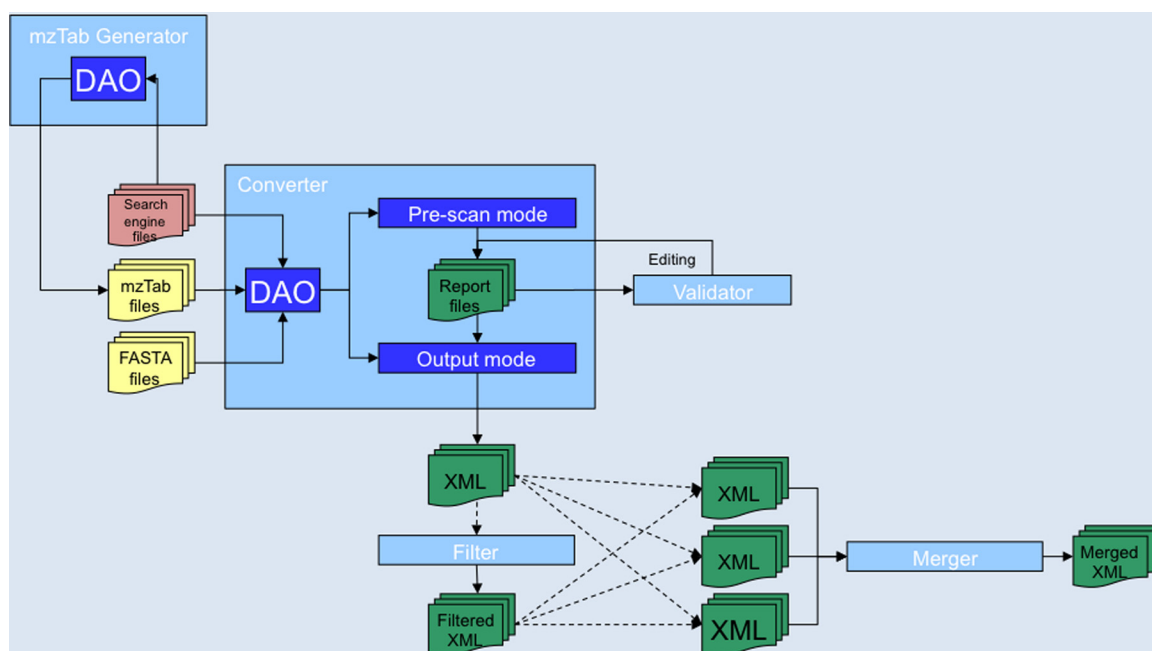 mzTab Generator
DAO
Search
engine
files
Converter
Pre-scan mode
Editing
mzTab
files
DAO
Report
files
Validator
FASTA
files
Output mode
XML
XML
Filter
XML
Merger
Merged
XML
Filtered
XML
XML